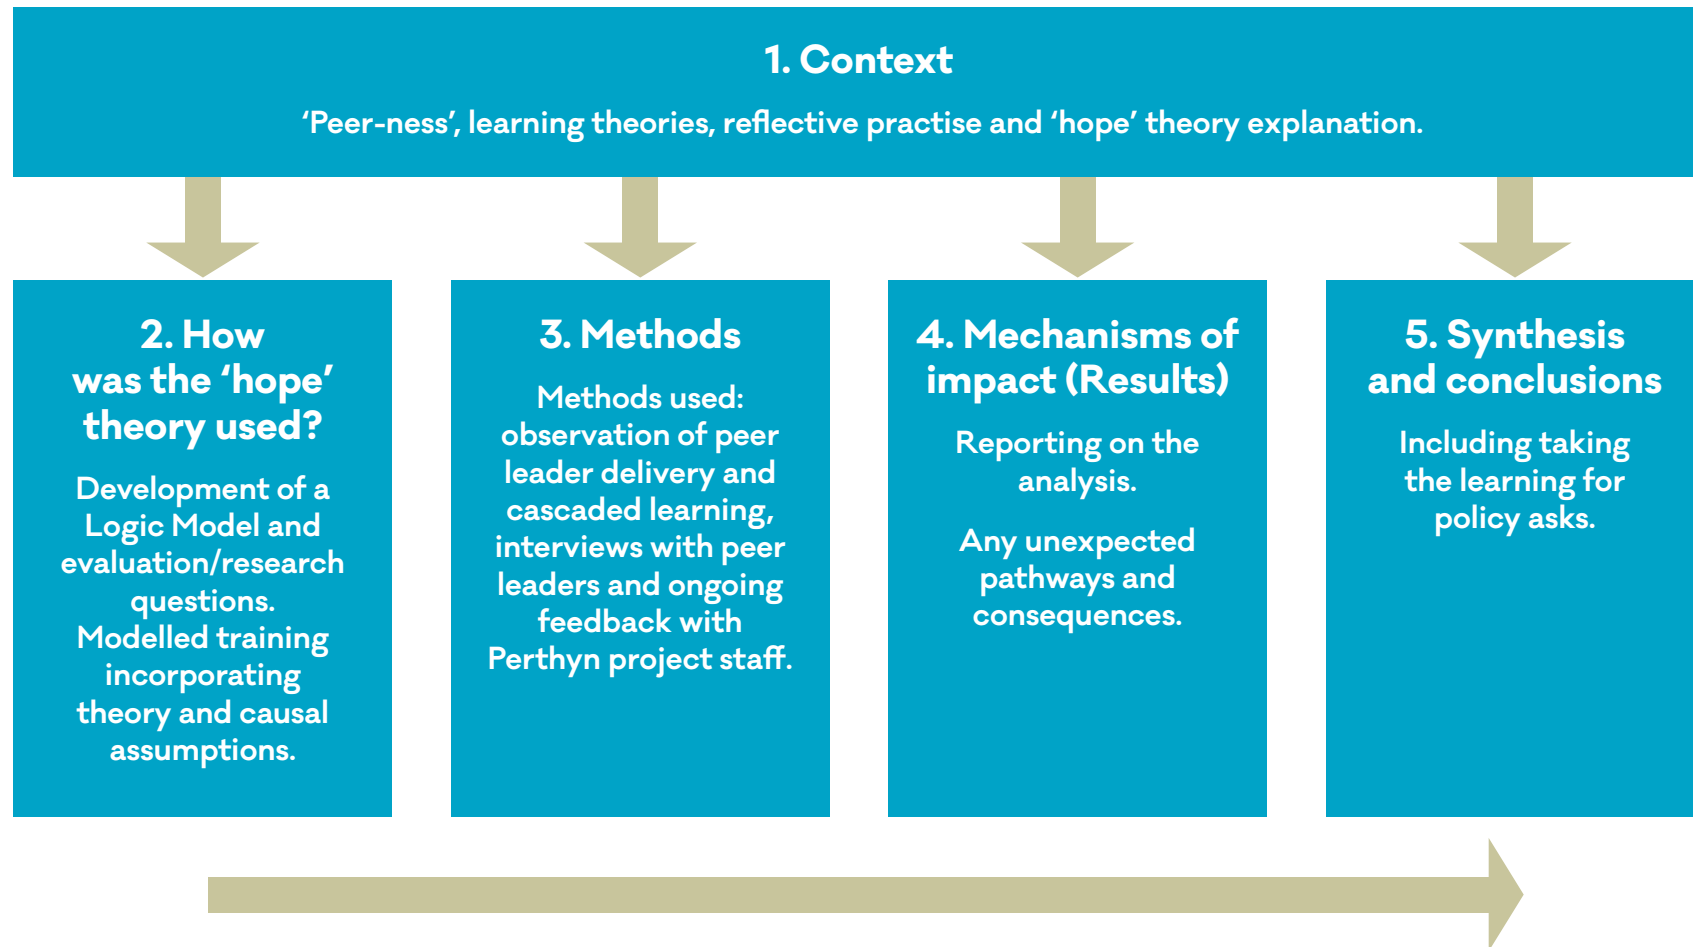 1. Context
‘Peer-ness’, learning theories, reflective practise and ‘hope’ theory explanation.
2. How
was the ‘hope’
theory used?
Development of a
Logic Model and
evaluation/research
questions.
Modelled training
incorporating
theory and causal
assumptions.
3. Methods
Methods used:
observation of peer
leader delivery and
cascaded learning,
interviews with peer
leaders and ongoing
feedback with
Perthyn project staff.
4. Mechanisms of
impact (Results)
Reporting on the
analysis.
Any unexpected
pathways and
consequences.
5. Synthesis
and conclusions
Including taking
the learning for
policy asks.